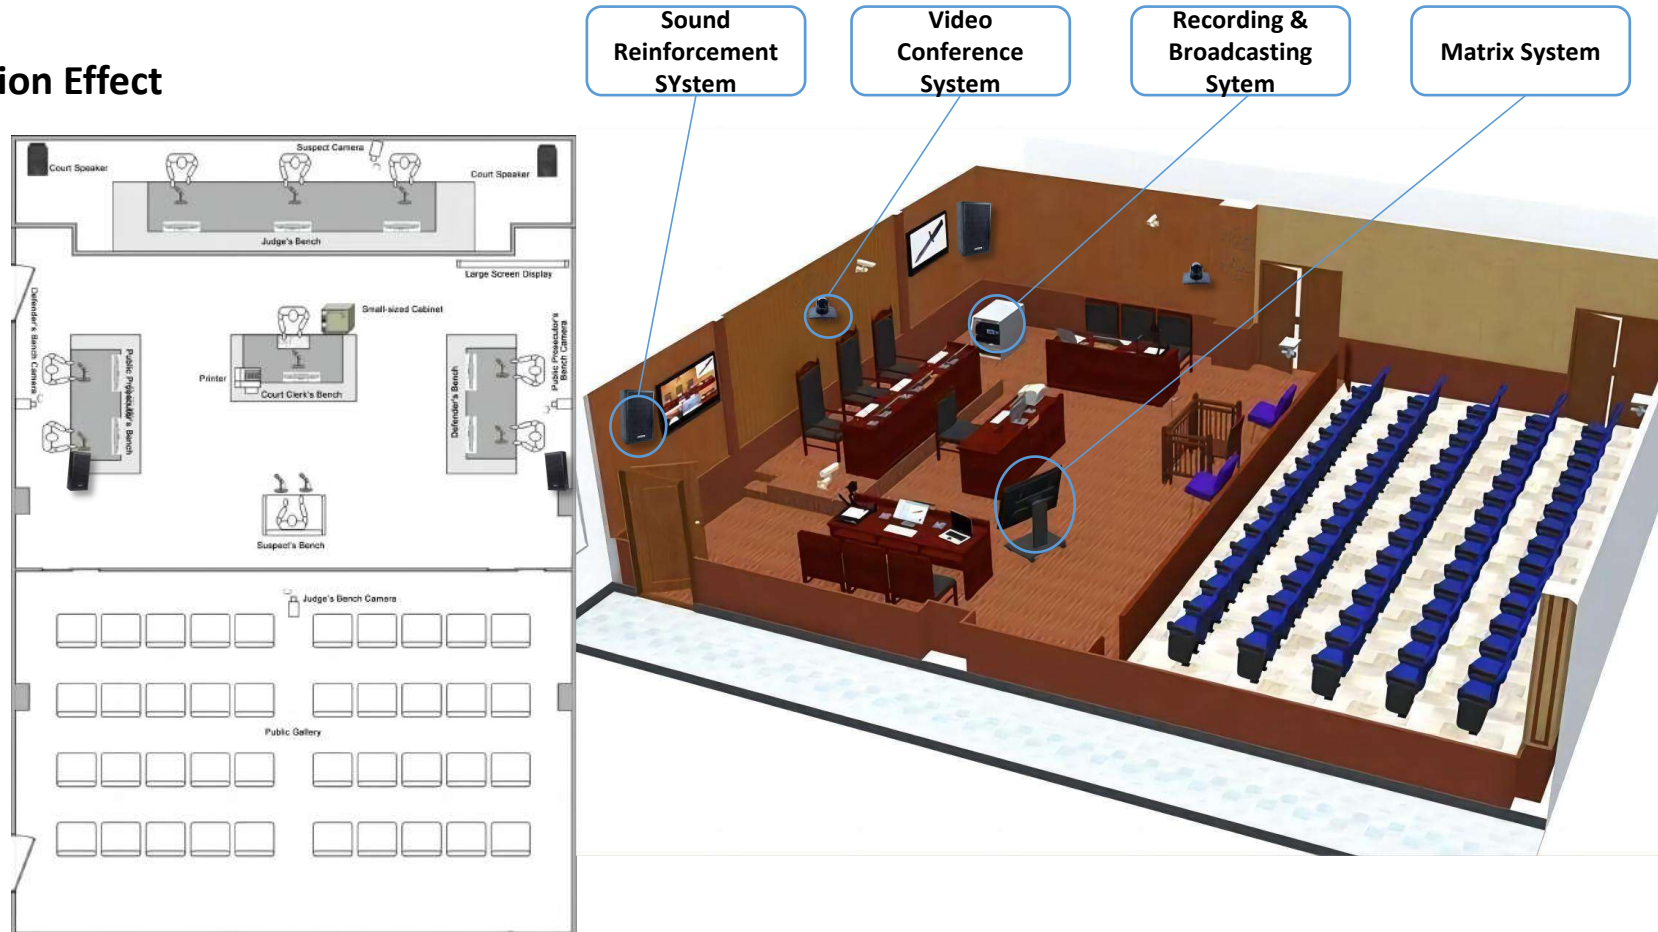 ion Effect
Sound
Reinforcement
SYstem
Video
Conference
System
Recording &
Broadcasting
Sytem
Matrix System
Suspect Camera
Court Speaker
Court Speaker
Judge's Bench
Large Screen Display
Defender's Bench Camera
Small-sized Cabinet
Public Prosecutor's
Bench Camera
Public Prosecutor's Bench
Printer
Court Clerk's Bench
Defender's Bench
Suspect's Bench
Judge's Bench Camera
Public Gallery